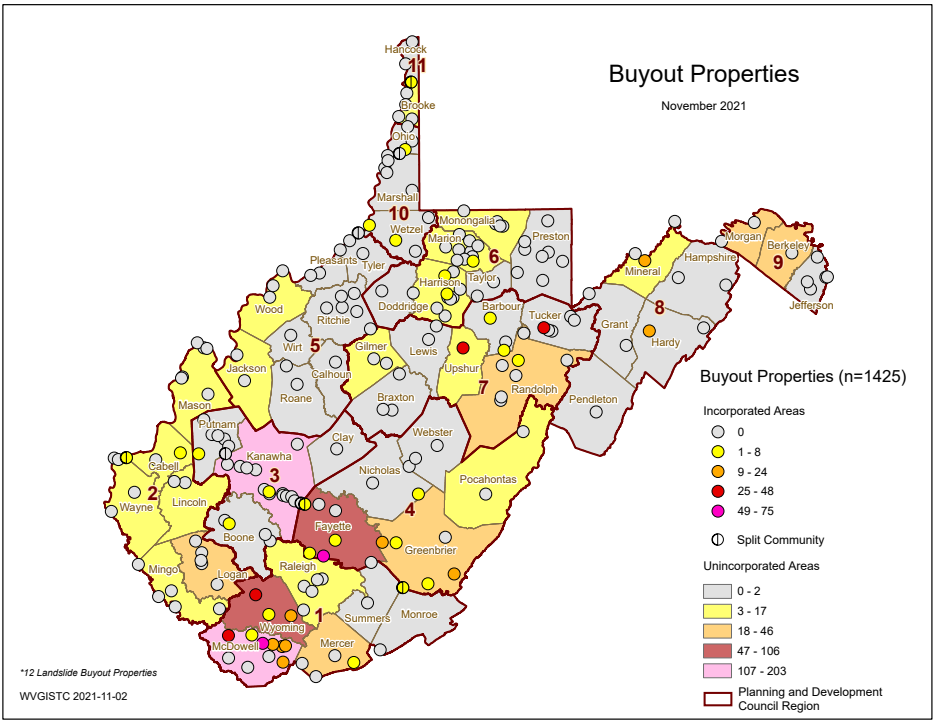 Buyout Properties
November 2021
Hancock
11
Brooke
Ohio
Marshall
10
Wetzel
Monongalia
Marion
6
Preston
Pleasants
Tyler
Harrison
Taylor
Doddridge
Barbour
Tucker
Wood
Ritchie
Wirt
5
Calhoun
Roane
Jackson
Gilmer
Lewis
Upshur
7
Randolph
Braxton
Webster
Mineral
Hampshire
Morgan
Berkeley
9
Jefferson
Grant
8
Hardy
Pendleton
Mason
Putnam
Kanawha
3
Clay
Nicholas
Pocahontas
Cabell
2
Wayne
Lincoln
Boone
Fayette
4
Greenbrier
Mingo
Logan
Raleigh
1
Wyoming
Summers
Monroe
McDowell
Mercer
Buyout Properties (n=1425)
Incorporated Areas
0
1 - 8
9 - 24
25 - 48
49 - 75
Split Community
Unincorporated Areas
0 - 2
3 - 17
18 - 46
47 - 106
107 - 203
Planning and Development
Council Region
*12 Landslide Buyout Properties
WVGISTC 2021-11-02